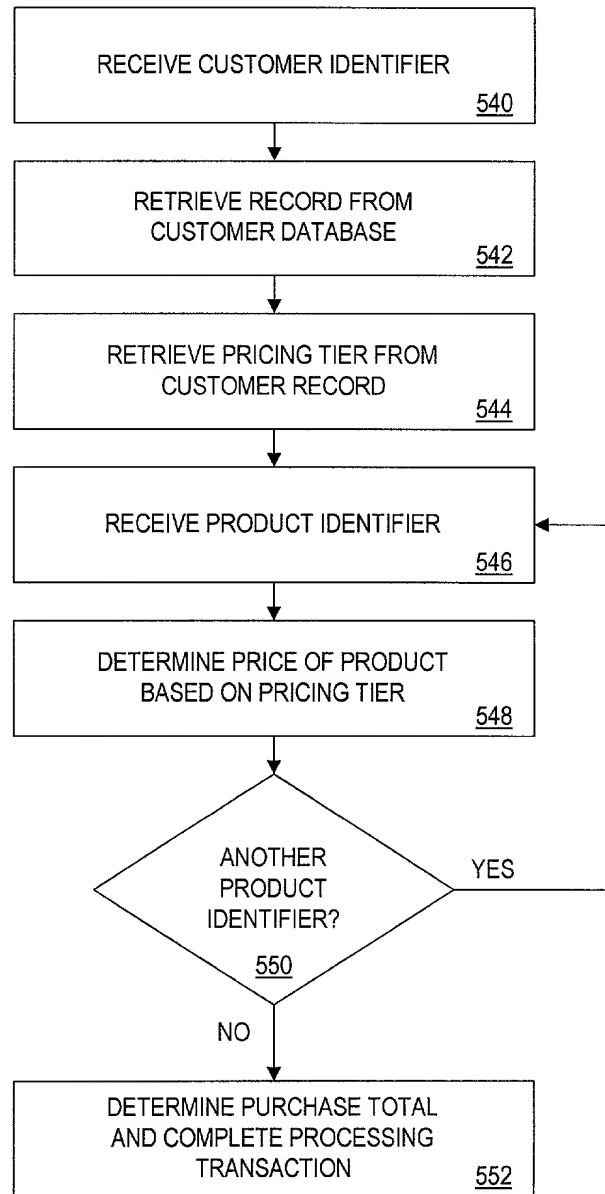 RECEIVE CUSTOMER IDENTIFIER
540
RETRIEVE RECORD FROM
CUSTOMER DATABASE
542
RETRIEVE PRICING TIER FROM
CUSTOMER RECORD
544
RECEIVE PRODUCT IDENTIFIER
546
DETERMINE PRICE OF PRODUCT
BASED ON PRICING TIER
548
ANOTHER
PRODUCT
IDENTIFIER?
550
YES
NO
DETERMINE PURCHASE TOTAL
AND COMPLETE PROCESSING
TRANSACTION
552